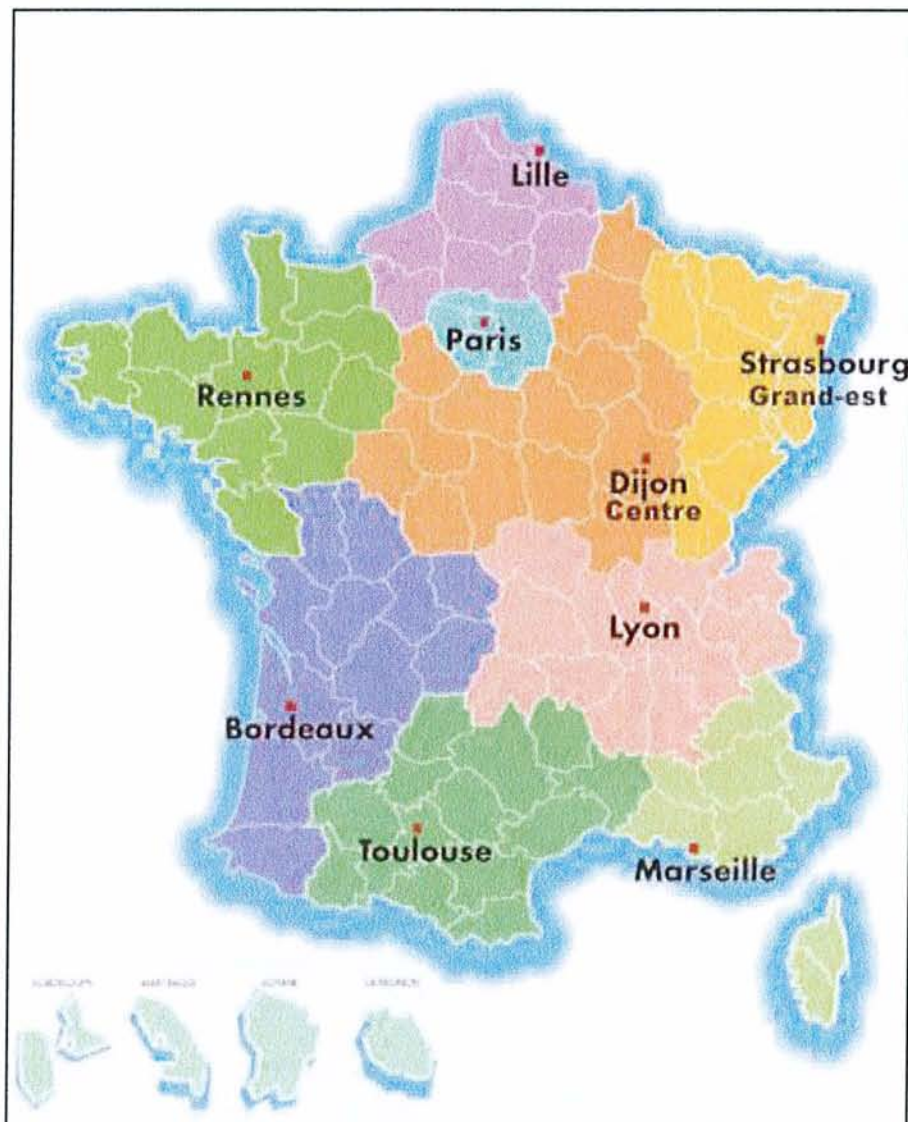 Lille
Paris
Strasbourg
Grand-est
Rennes
Dijon
Centre
Lyon
Bordeaux
Toulouse
Marseille